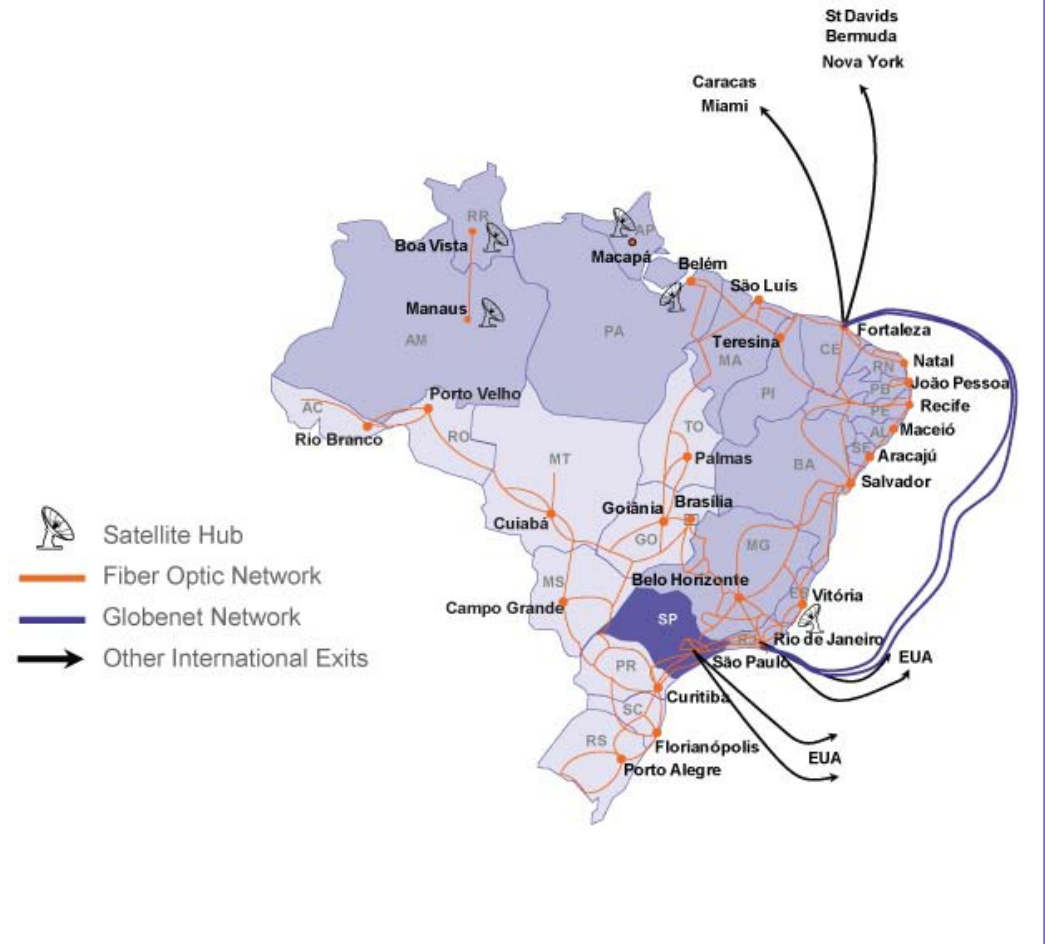 St Davids
Bermuda
Nova York
Caracas
Miami
RR
Boa Vista
AP
Macapá
Belém
São Luís
Manaus
Fortaleza
AM
PA
Teresina
CE
MA
RN
Natal
PI
PB
João Pessoa
Porto Velho
AC
PE
Recife
Rio Branco
RO
TO
AL
Maceió
SE
Aracajú
MT
Palmas
BA
Salvador
Goiânia
Brasília
Cuiabá
Satellite Hub
GO
MG
Fiber Optic Network
MS
Belo Horizonte
ES
Vitória
Globenet Network
Campo Grande
SP
RJ
Rio de Janeiro
Other International Exits
PR
São Paulo
EUA
Curitiba
SC
RS
Florianópolis
EUA
Porto Alegre